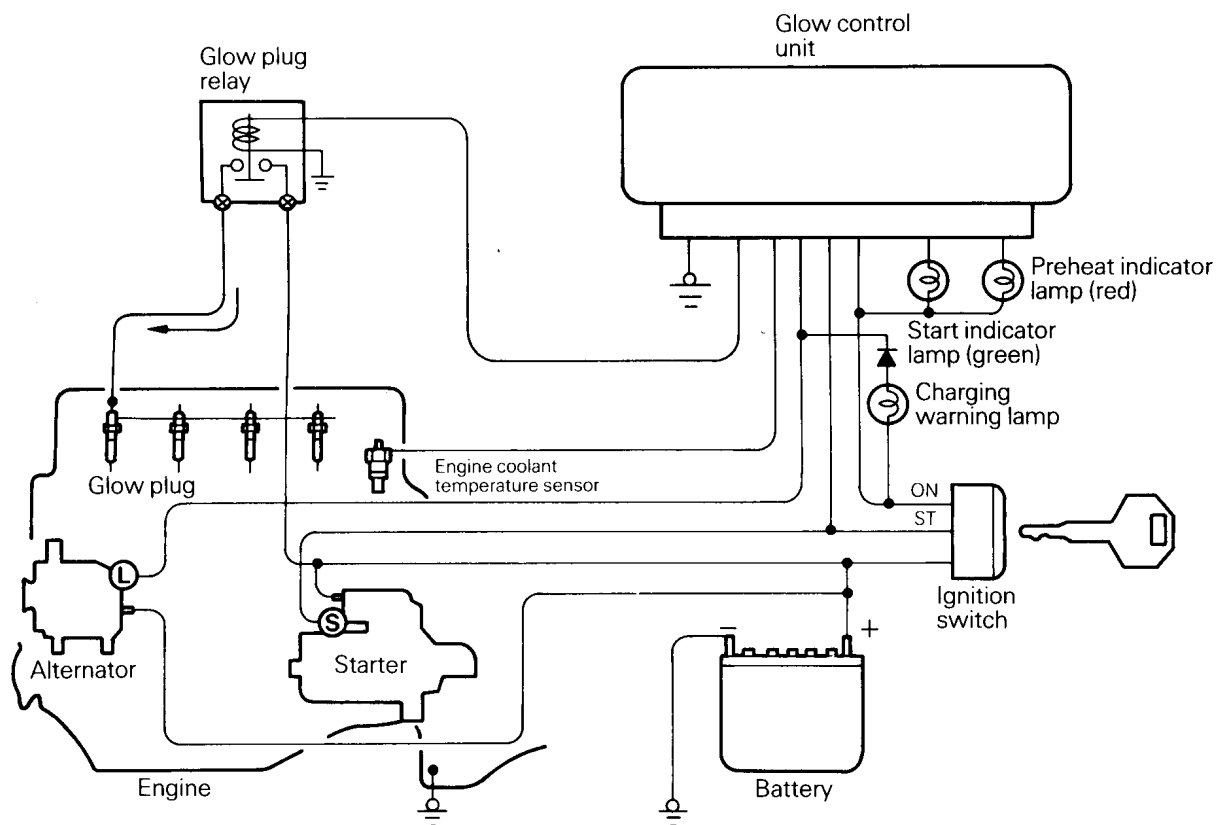 Glow control
unit
Glow plug
relay
Preheat indicator
lamp (red)
Start indicator
lamp (green)
Charging
warning lamp
Engine coolant
temperature sensor
Glow plug
ON
ST
L
Ignition
switch
S
+
−
Alternator
Starter
Engine
Battery